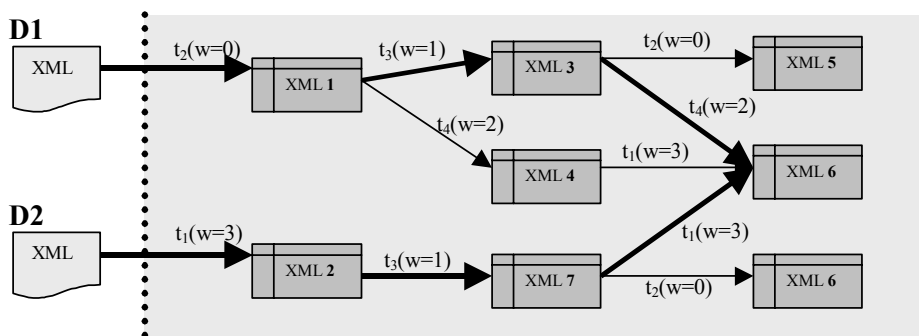 D1
XML
t₂(w=0)
XML 1
t₃(w=1)
XML 3
t₂(w=0)
XML 5
t₄(w=2)
t₄(w=2)
XML 4
t₁(w=3)
XML 6
D2
XML
t₁(w=3)
XML 2
t₃(w=1)
XML 7
t₁(w=3)
t₂(w=0)
XML 6